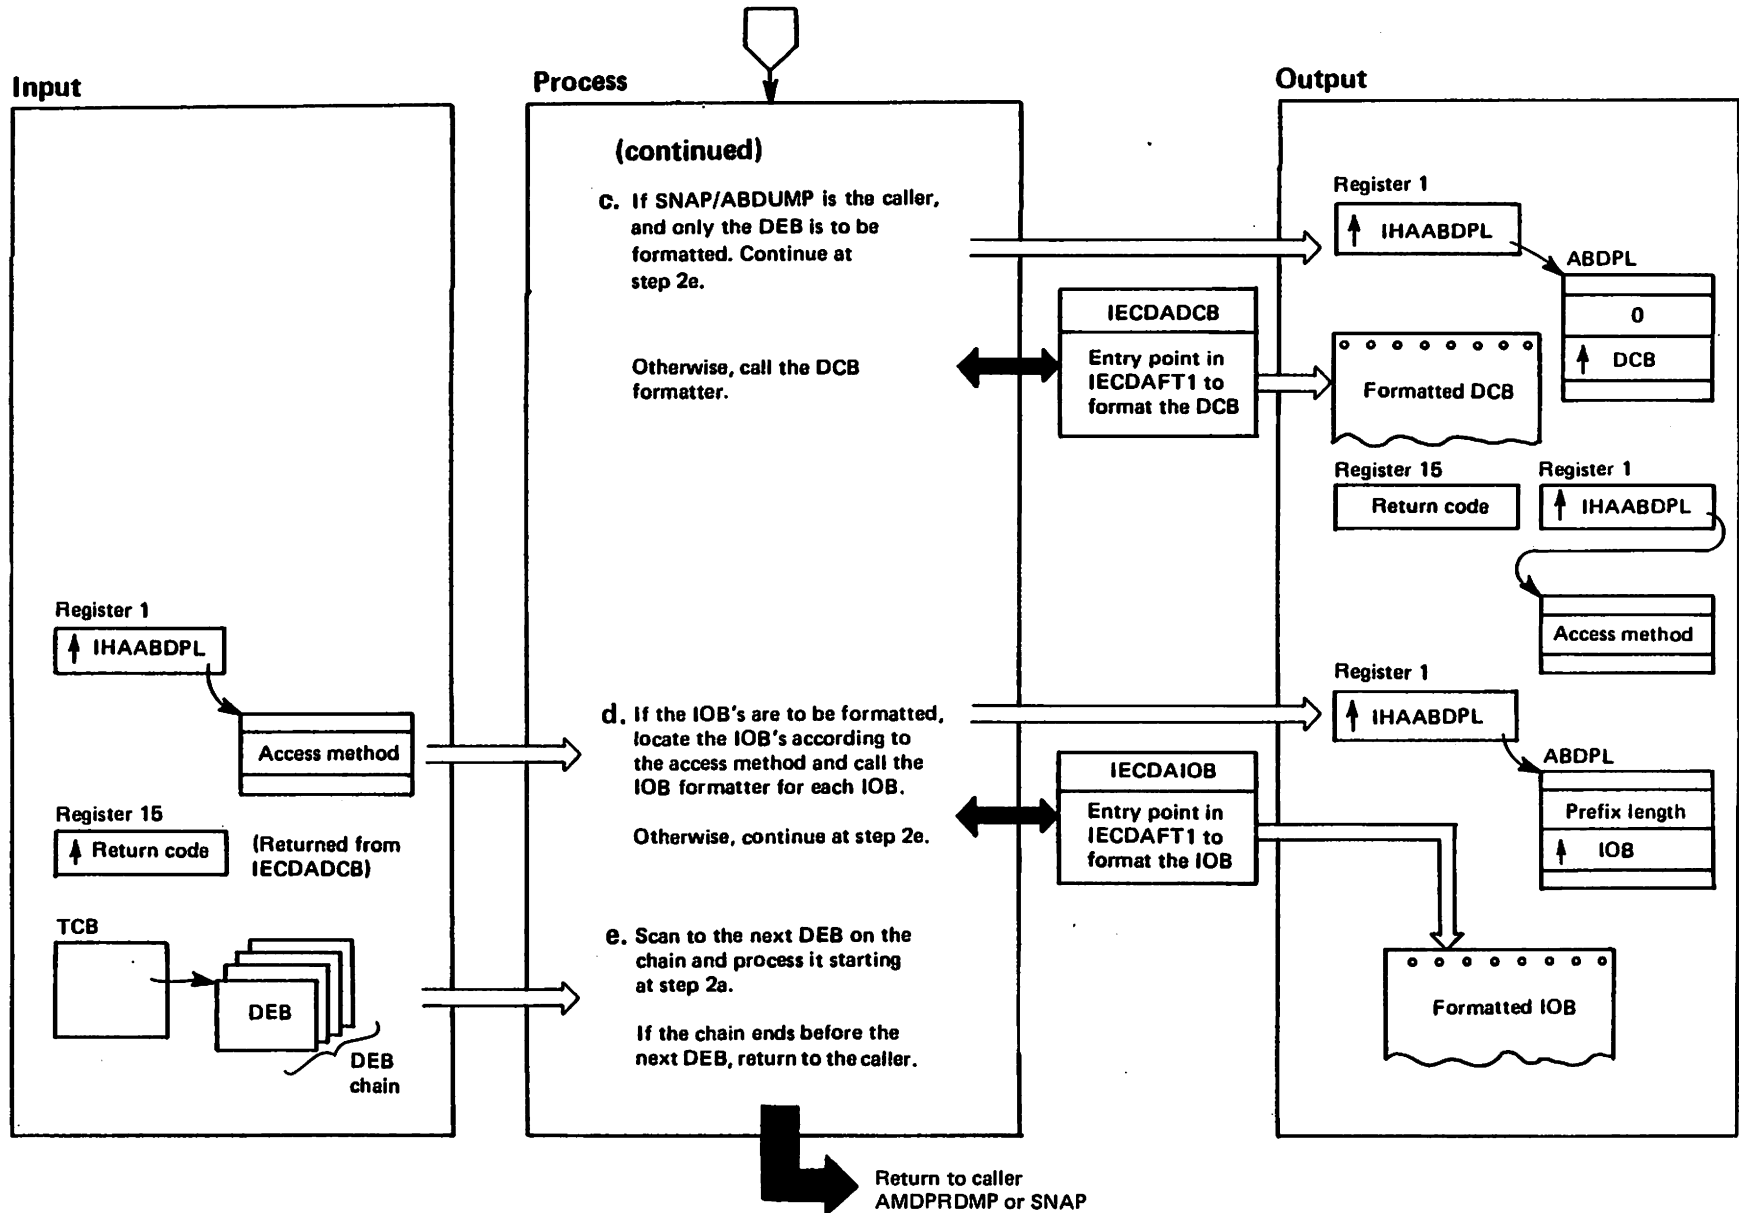 Input
Process
Output
(continued)
c. If SNAP/ABDUMP is the caller,
and only the DEB is to be
formatted. Continue at
step 2e.
Otherwise, call the DCB
formatter.
IECDADCB
Entry point in
IECDAFT1 to
format the DCB
Register 1
IHAABDPL
ABDPL
0
DCB
Formatted DCB
Register 15
Return code
Register 1
IHAABDPL
Access method
Register 1
IHAABDPL
Access method
Register 15
Return code
(Returned from
IECDADCB)
d. If the IOB's are to be formatted,
locate the IOB's according to
the access method and call the
IOB formatter for each IOB.
Otherwise, continue at step 2e.
IECDAIOB
Entry point in
IECDAFT1 to
format the IOB
Register 1
IHAABDPL
ABDPL
Prefix length
IOB
Formatted IOB
TCB
DEB
DEB
chain
e. Scan to the next DEB on the
chain and process it starting
at step 2a.
If the chain ends before the
next DEB, return to the caller.
Return to caller
AMDPRDMP or SNAP